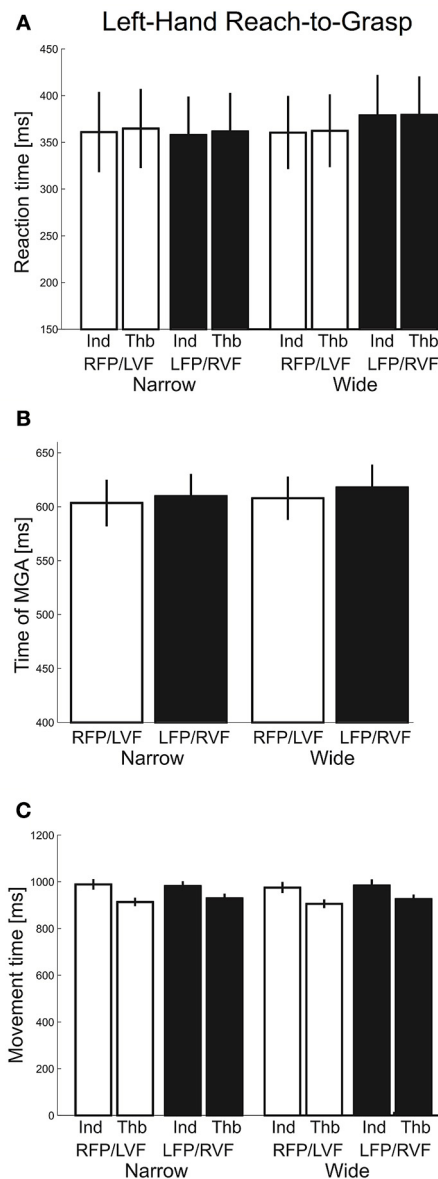 A
Left-Hand Reach-to-Grasp
Reaction time [ms]
450
400
350
300
250
200
150
Ind Thb Ind Thb Ind Thb Ind Thb
RFP/LVF LFP/RVF RFP/LVF LFP/RVF
Narrow Wide
B
Time of MGA [ms]
650
600
550
500
450
400
RFP/LVF LFP/RVF RFP/LVF LFP/RVF
Narrow Wide
C
Movement time [ms]
1200
1000
800
600
400
200
0
Ind Thb Ind Thb Ind Thb Ind Thb
RFP/LVF LFP/RVF RFP/LVF LFP/RVF
Narrow Wide